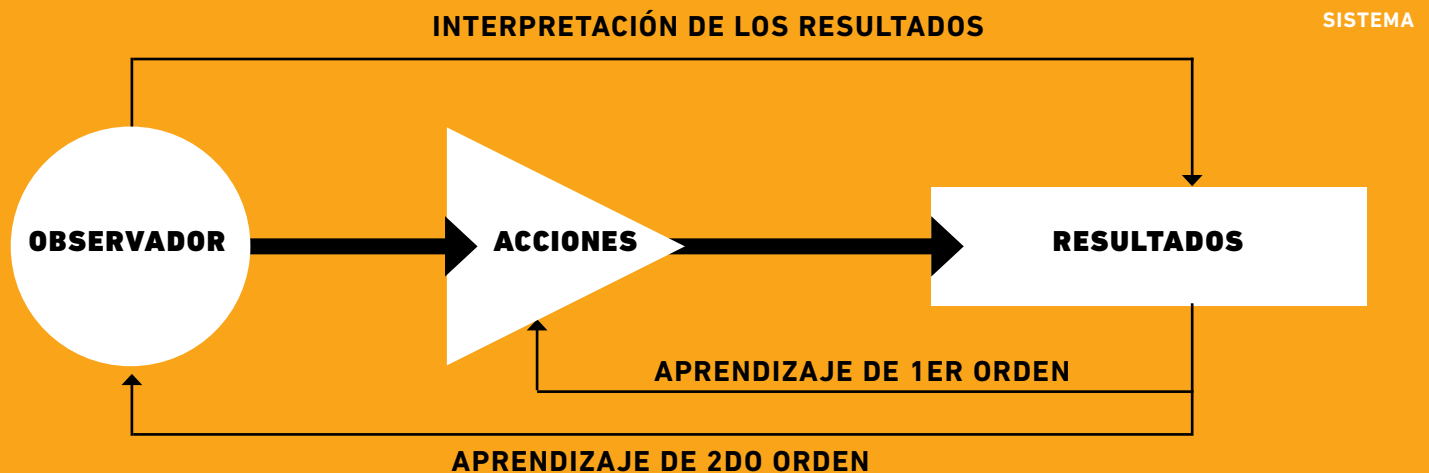 INTERPRETACIÓN DE LOS RESULTADOS
SISTEMA
OBSERVADOR
ACCIONES
RESULTADOS
APRENDIZAJE DE 1ER ORDEN
APRENDIZAJE DE 2DO ORDEN